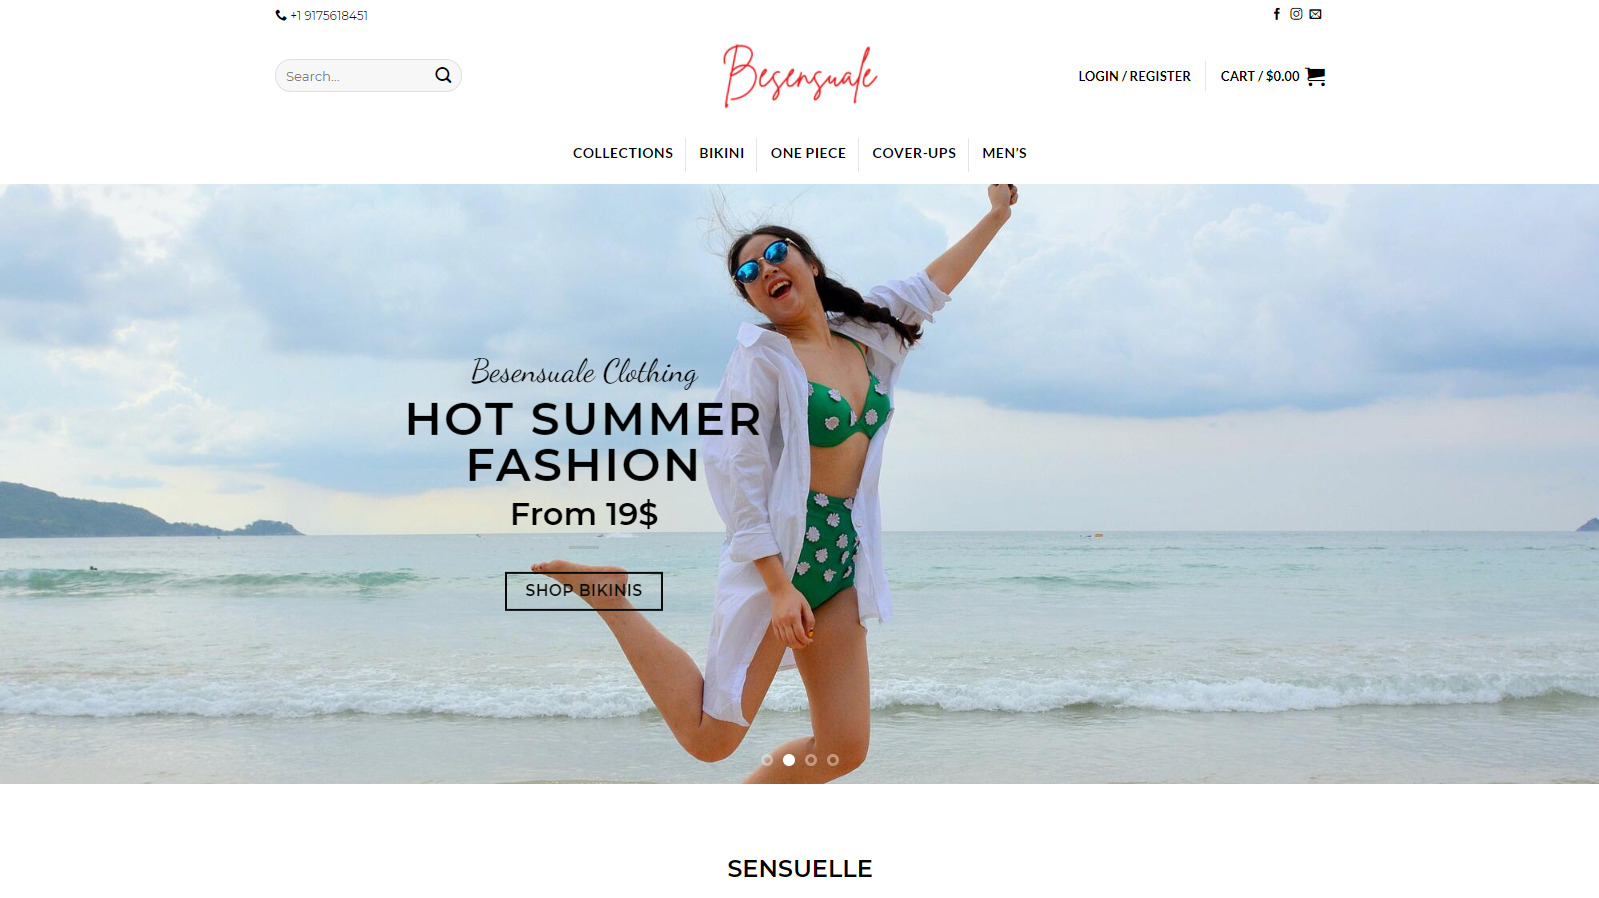 +1 9175618451
Search...
Besensuale
LOGIN / REGISTER
CART / $0.00
COLLECTIONS
BIKINI
ONE PIECE
COVER-UPS
MEN'S
Besensuale Clothing
HOT SUMMER
FASHION
From 19$
SHOP BIKINIS
SENSUELLE